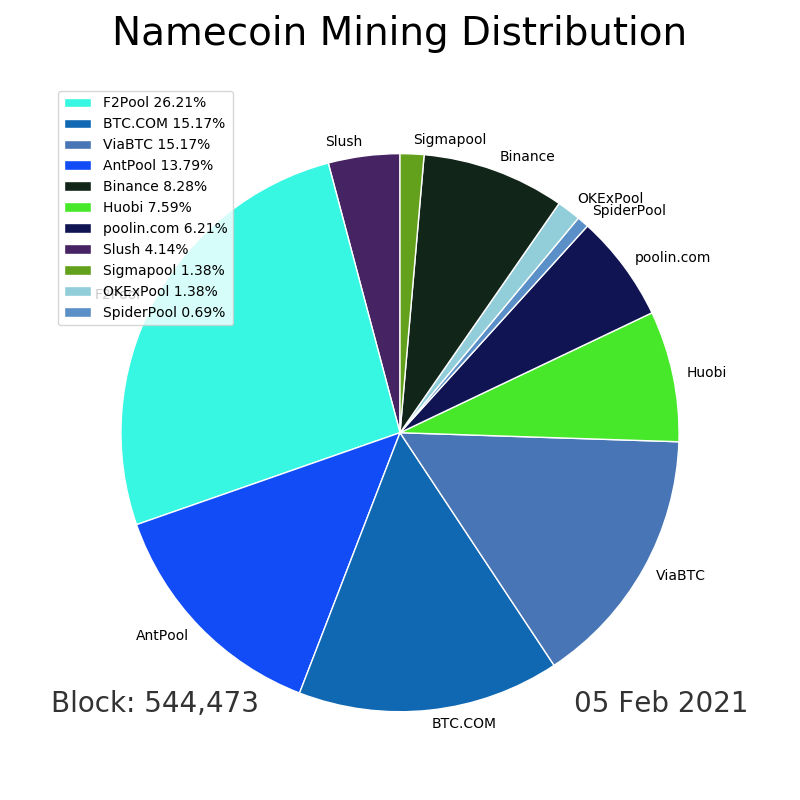 Namecoin Mining Distribution
F2Pool 26.21%
BTC.COM 15.17%
ViaBTC 15.17%
AntPool 13.79%
Binance 8.28%
Huobi 7.59%
poolin.com 6.21%
Slush 4.14%
Sigmapool 1.38%
OKExPool 1.38%
SpiderPool 0.69%
Slush
Sigmapool
Binance
OKExPool
SpiderPool
poolin.com
Huobi
F2Pool
ViaBTC
AntPool
BTC.COM
Block: 544,473
05 Feb 2021